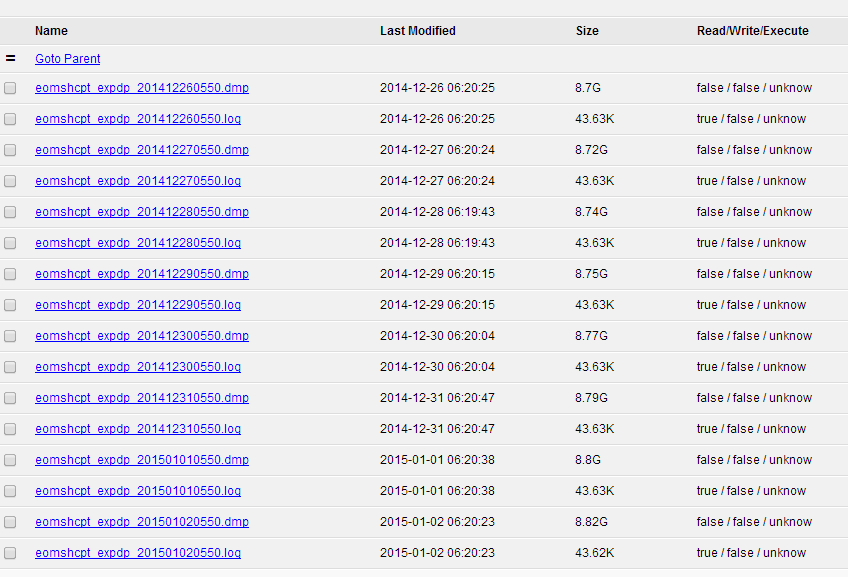 Name Last Modified Size Read/Write/Execute
= Goto Parent
eomshcpt_expdp_201412260550.dmp 2014-12-26 06:20:25 8.7G false / false / unknow
eomshcpt_expdp_201412260550.log 2014-12-26 06:20:25 43.63K true / false / unknow
eomshcpt_expdp_201412270550.dmp 2014-12-27 06:20:24 8.72G false / false / unknow
eomshcpt_expdp_201412270550.log 2014-12-27 06:20:24 43.63K true / false / unknow
eomshcpt_expdp_201412280550.dmp 2014-12-28 06:19:43 8.74G false / false / unknow
eomshcpt_expdp_201412280550.log 2014-12-28 06:19:43 43.63K true / false / unknow
eomshcpt_expdp_201412290550.dmp 2014-12-29 06:20:15 8.75G false / false / unknow
eomshcpt_expdp_201412290550.log 2014-12-29 06:20:15 43.63K true / false / unknow
eomshcpt_expdp_201412300550.dmp 2014-12-30 06:20:04 8.77G false / false / unknow
eomshcpt_expdp_201412300550.log 2014-12-30 06:20:04 43.63K true / false / unknow
eomshcpt_expdp_201412310550.dmp 2014-12-31 06:20:47 8.79G false / false / unknow
eomshcpt_expdp_201412310550.log 2014-12-31 06:20:47 43.63K true / false / unknow
eomshcpt_expdp_201501010550.dmp 2015-01-01 06:20:38 8.8G false / false / unknow
eomshcpt_expdp_201501010550.log 2015-01-01 06:20:38 43.63K true / false / unknow
eomshcpt_expdp_201501020550.dmp 2015-01-02 06:20:23 8.82G false / false / unknow
eomshcpt_expdp_201501020550.log 2015-01-02 06:20:23 43.62K true / false / unknow